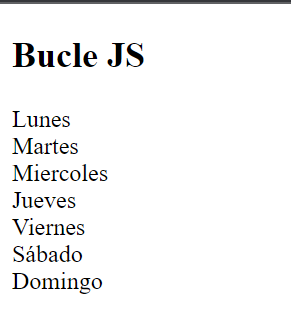 Bucle JS
Lunes
Martes
Miercoles
Jueves
Viernes
Sábado
Domingo